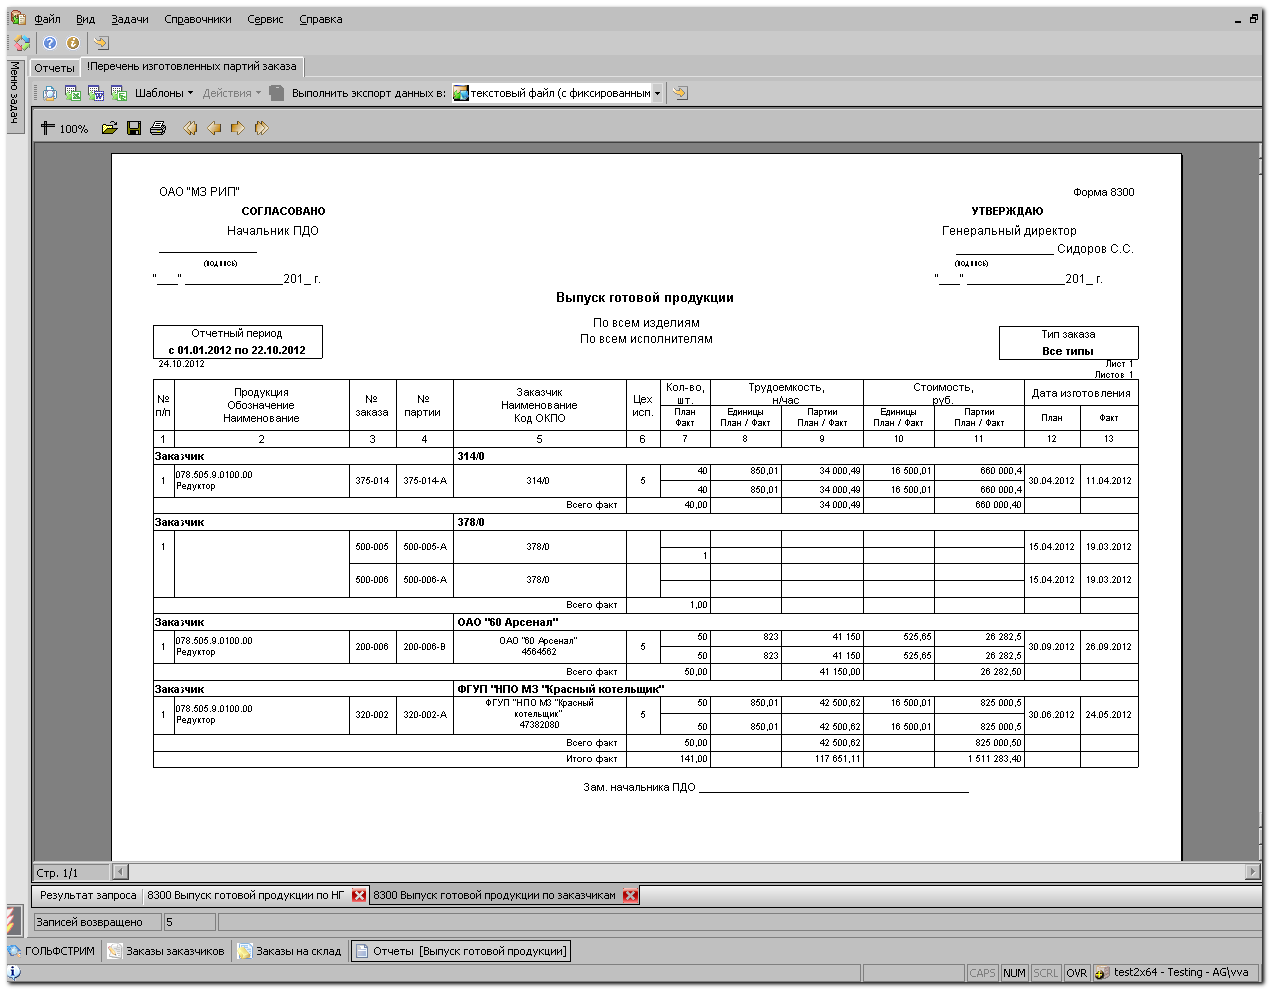 Файл Вид Задачи Справочники Сервис Справка
Меню задач
Отчеты !Перечень изготовленных партий заказа
Шаблоны Действия Выполнить экспорт данных в: текстовый файл (с фиксированным
100%
ОАО "МЗ РИП" Форма 8300
СОГЛАСОВАНО УТВЕРЖДАЮ
Начальник ПДО Генеральный директор
_______________ _______________ Сидоров С.С.
(подпись) (подпись)
"___" _______________201_ г. "___" _______________201_ г.
Выпуск готовой продукции
По всем изделиям
По всем исполнителям
Отчетный период Тип заказа
с 01.01.2012 по 22.10.2012 Все типы
24.10.2012 Лист 1
Листов 1
№ п/п Продукция Обозначение Наименование № заказа № партии Заказчик Наименование Код ОКПО Цех исп. Кол-во, шт. Трудоемкость, н/час Стоимость, руб. Дата изготовления
План Факт Единицы План / Факт Партии План / Факт Единицы План / Факт Партии План / Факт План Факт
1 2 3 4 5 6 7 8 9 10 11 12 13
Заказчик 314/0
1 078.505.9.0100.00 Редуктор 375-014 375-014-А 314/0 5 40 850,01 34 000,49 16 500,01 660 000,4 30.04.2012 11.04.2012
40 850,01 34 000,49 16 500,01 660 000,4
Всего факт 40,00 34 000,49 660 000,40
Заказчик 378/0
1 500-005 500-005-А 378/0 15.04.2012 19.03.2012
1
500-006 500-006-А 378/0 15.04.2012 19.03.2012
Всего факт 1,00
Заказчик ОАО "60 Арсенал"
1 078.505.9.0100.00 Редуктор 200-006 200-006-В ОАО "60 Арсенал" 4564562 5 50 823 41 150 525,65 26 282,5 30.09.2012 26.09.2012
50 823 41 150 525,65 26 282,5
Всего факт 50,00 41 150,00 26 282,50
Заказчик ФГУП "НПО МЗ "Красный котельщик"
1 078.505.9.0100.00 Редуктор 320-002 320-002-А ФГУП "НПО МЗ "Красный котельщик" 47382080 5 50 850,01 42 500,62 16 500,01 825 000,5 30.06.2012 24.05.2012
50 850,01 42 500,62 16 500,01 825 000,5
Всего факт 50,00 42 500,62 825 000,50
Итого факт 141,00 117 651,11 1 511 283,40
Зам. начальника ПДО _______________
Стр. 1/1
Результат запроса 8300 Выпуск готовой продукции по НГ 8300 Выпуск готовой продукции по заказчикам
Записей возвращено 5
ГОЛЬФСТРИМ Заказы заказчиков Заказы на склад Отчеты [Выпуск готовой продукции]
CAPS NUM SCRL OVR test2x64 - Testing - AG\vva